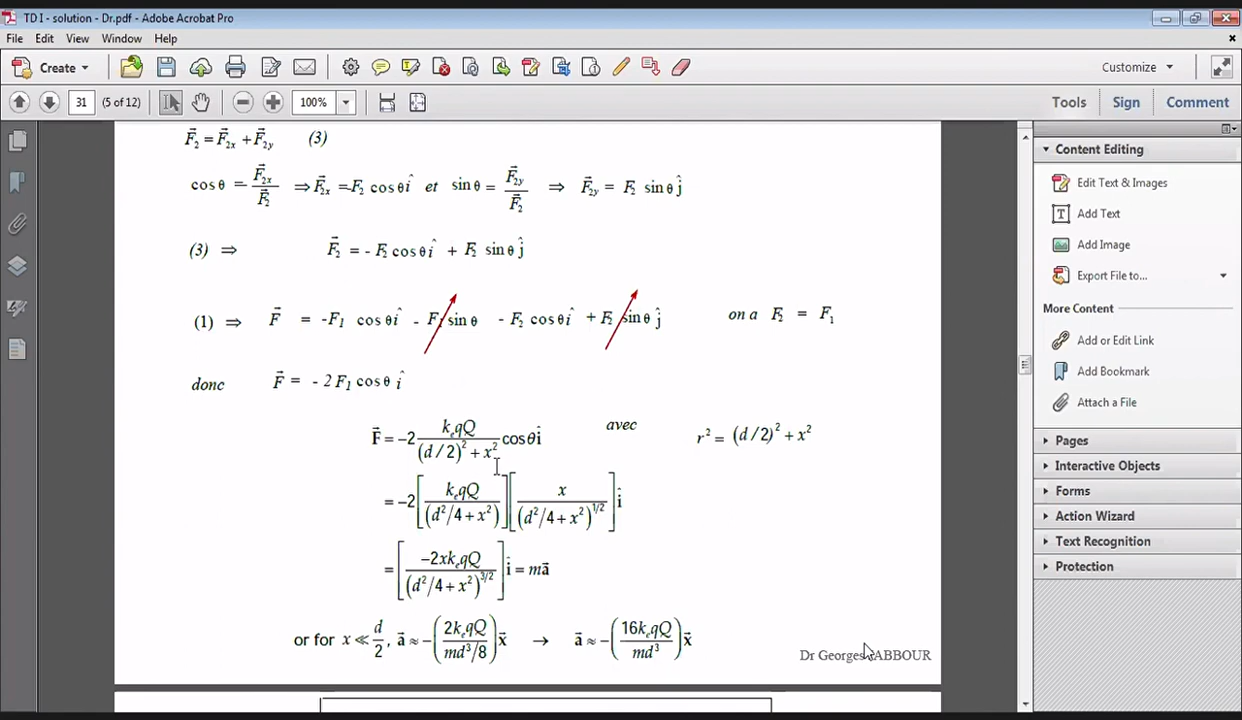 TD I - solution - Dr.pdf - Adobe Acrobat Pro
File Edit View Window Help
Create Customize
31 (5 of 12) 100% Tools Sign Comment
Content Editing
Edit Text & Images
Add Text
Add Image
Export File to...
More Content
Add or Edit Link
Add Bookmark
Attach a File
Pages
Interactive Objects
Forms
Action Wizard
Text Recognition
Protection
F⃗₂ = F⃗₂ₓ + F⃗₂y (3)
cos θ = F⃗₂ₓ/F⃗₂ ⇒ F⃗₂ₓ = -F₂ cos θ î et sin θ = F⃗₂y/F⃗₂ ⇒ F⃗₂y = F₂ sin θ ĵ
(3) ⇒ F⃗₂ = - F₂ cos θ î + F₂ sin θ ĵ
(1) ⇒ F⃗ = -F₁ cos θ î - F₁ sin θ - F₂ cos θ î + F₂ sin θ ĵ on a F₂ = F₁
donc F⃗ = - 2 F₁ cos θ î
F⃗ = -2 kₑqQ/((d/2)² + x²) cosθ î avec r² = (d/2)² + x²
= -2[kₑqQ/(d²/4 + x²)][x/(d²/4 + x²)^1/2] î
= [-2xkₑqQ/(d²/4 + x²)^3/2] î = ma⃗
or for x ≪ d/2, a⃗ ≈ -(2kₑqQ/(md³/8))x⃗ → a⃗ ≈ -(16kₑqQ/md³)x⃗
Dr Georges ABBOUR